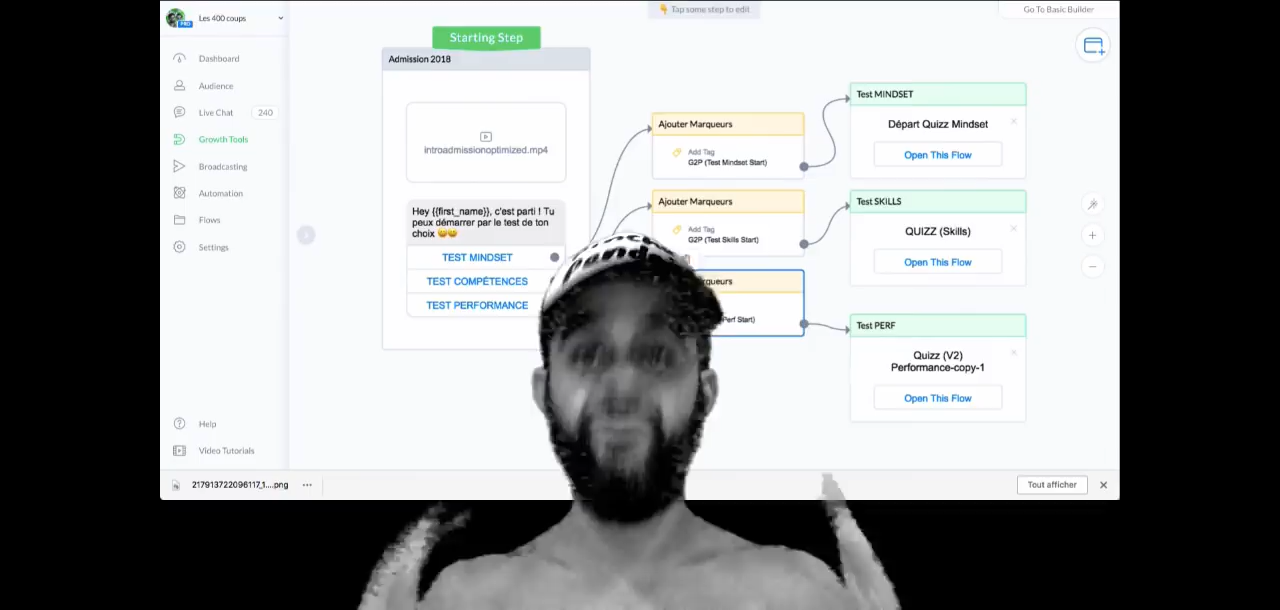 Les 400 coups
PRO
Dashboard
Audience
Live Chat
240
Growth Tools
Broadcasting
Automation
Flows
Settings
Help
Video Tutorials
👇 Tap some step to edit
Go To Basic Builder
Starting Step
Admission 2018
introadmissionoptimized.mp4
Hey {{first_name}}, c'est parti ! Tu
peux démarrer par le test de ton
choix 😄😄
TEST MINDSET
TEST COMPÉTENCES
TEST PERFORMANCE
Ajouter Marqueurs
Add Tag
G2P (Test Mindset Start)
Ajouter Marqueurs
Add Tag
G2P (Test Skills Start)
Perf Start)
Test MINDSET
Départ Quizz Mindset
Open This Flow
Test SKILLS
QUIZZ (Skills)
Open This Flow
Test PERF
Quizz (V2)
Performance-copy-1
Open This Flow
217913722096117_1....png
Tout afficher